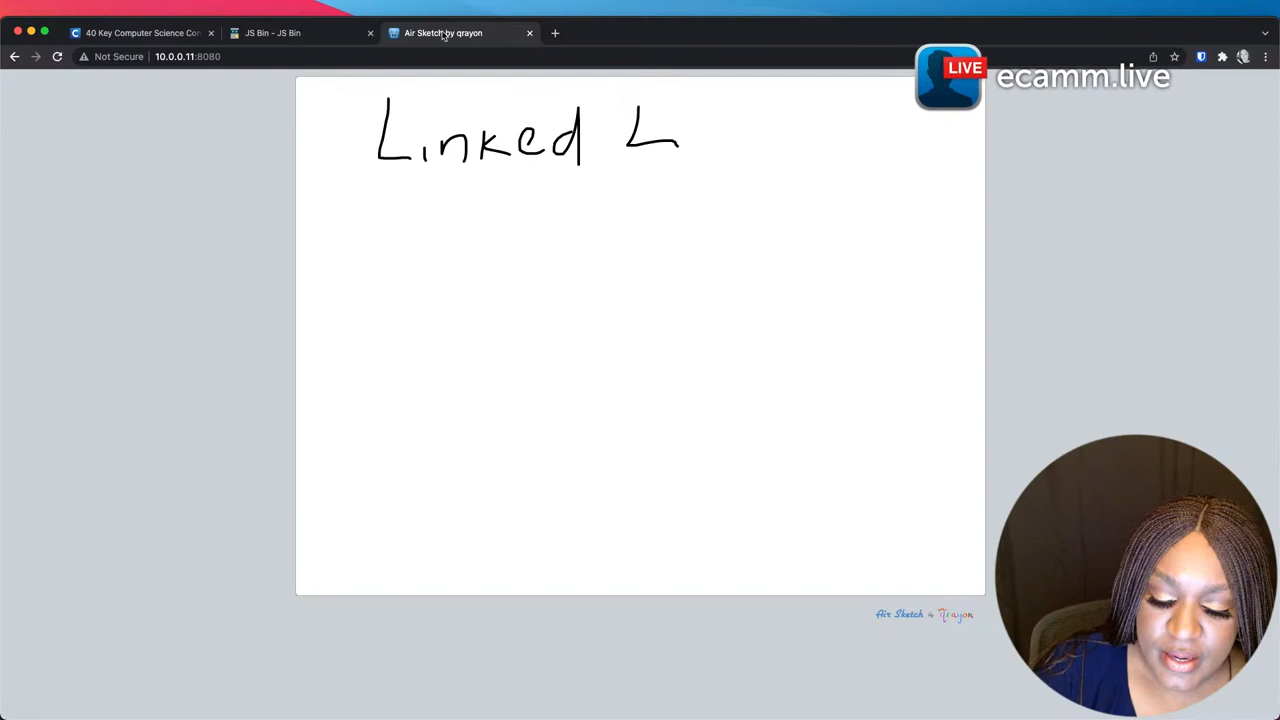 40 Key Computer Science Con
JS Bin - JS Bin
Air Sketch by qrayon
Not Secure
10.0.0.11:8080
LIVE
ecamm.live
Linked L
Air Sketch by qrayon